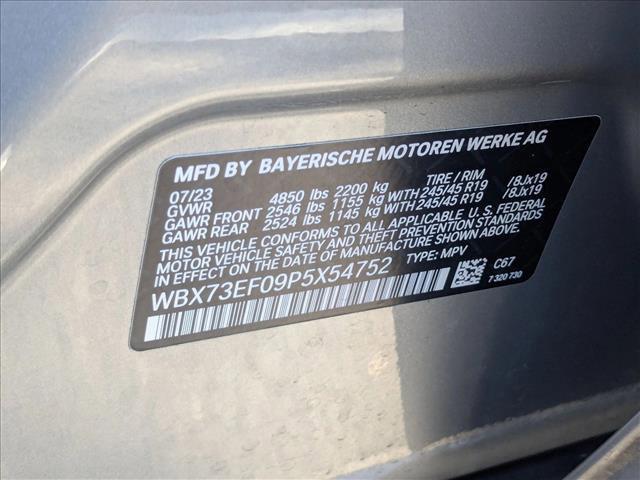 MFD BY BAYERISCHE MOTOREN WERKE AG
07/23 TIRE / RIM
GVWR 4850 lbs 2200 kg
GAWR FRONT 2546 lbs 1155 kg WITH 245/45 R19 /8Jx19
GAWR REAR 2524 lbs 1145 kg WITH 245/45 R19 /8Jx19
THIS VEHICLE CONFORMS TO ALL APPLICABLE U. S. FEDERAL
MOTOR VEHICLE SAFETY AND THEFT PREVENTION STANDARDS
IN EFFECT ON THE DATE OF MANUFACTURE SHOWN ABOVE.
WBX73EF09P5X54752 TYPE: MPV C67
7 320 730